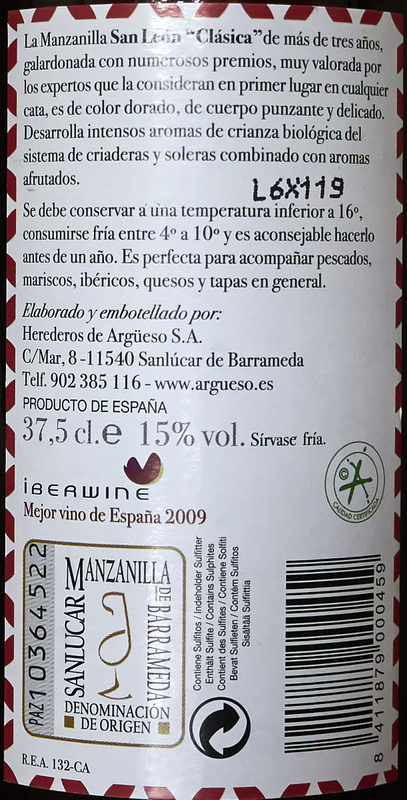 La Manzanilla San León "Clásica" de más de tres años,
galardonada con numerosos premios, muy valorada por
los expertos que la consideran en primer lugar en cualquier
cata, es de color dorado, de cuerpo punzante y delicado.
Desarrolla intensos aromas de crianza biológica del
sistema de criaderas y soleras combinado con aromas
afrutados.
L6X119
Se debe conservar a una temperatura inferior a 16º,
consumirse fría entre 4º a 10º y es aconsejable hacerlo
antes de un año. Es perfecta para acompañar pescados,
mariscos, ibéricos, quesos y tapas en general.
Elaborado y embotellado por:
Herederos de Argüeso S.A.
C/Mar, 8 -11540 Sanlúcar de Barrameda
Telf. 902 385 116 - www.argueso.es
PRODUCTO DE ESPAÑA
37,5 cl.e 15% vol. Sírvase fría.
IBERWINE
Mejor vino de España 2009
CALIDAD CERTIFICADA
PAZ1 0364522
MANZANILLA
SANLUCAR
DE BARRAMEDA
DENOMINACIÓN
DE ORIGEN
Contiene Sulfitos / Indeholder Sulfitter
Enthält Sulfite / Contains Sulphites
Contient des Sulfites / Contiene Solfiti
Bevat Sulfieten / Contém Sulfitos
Sisältää Sulfiittia
8 411879 000459
R.E.A. 132-CA